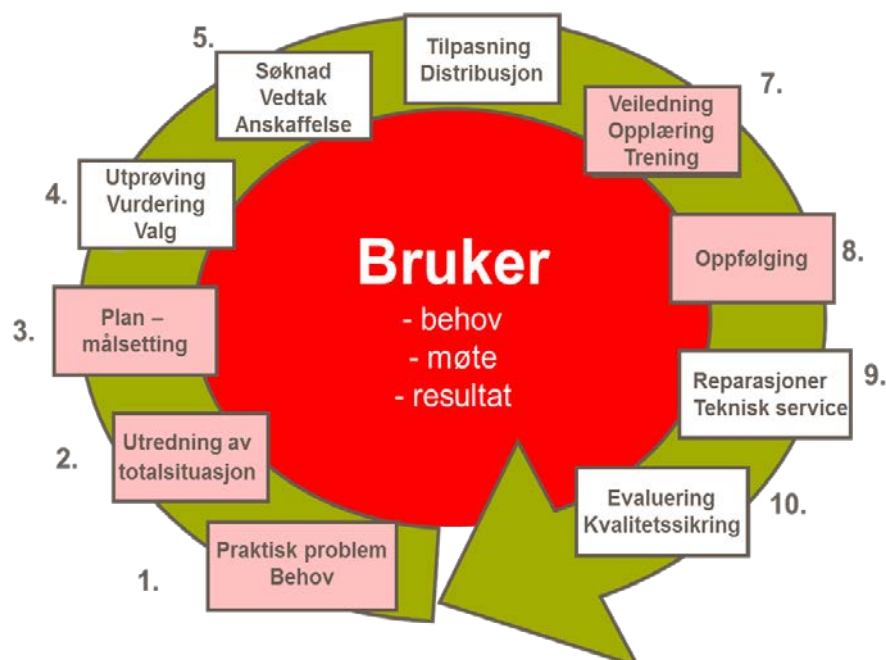 5.
Søknad
Vedtak
Anskaffelse
Tilpasning
Distribusjon
7.
Veiledning
Opplæring
Trening
4.
Utprøving
Vurdering
Valg
8.
Oppfølging
Bruker
- behov
- møte
- resultat
3.
Plan –
målsetting
9.
Reparasjoner
Teknisk service
2.
Utredning av
totalsituasjon
10.
Evaluering
Kvalitetssikring
1.
Praktisk problem
Behov